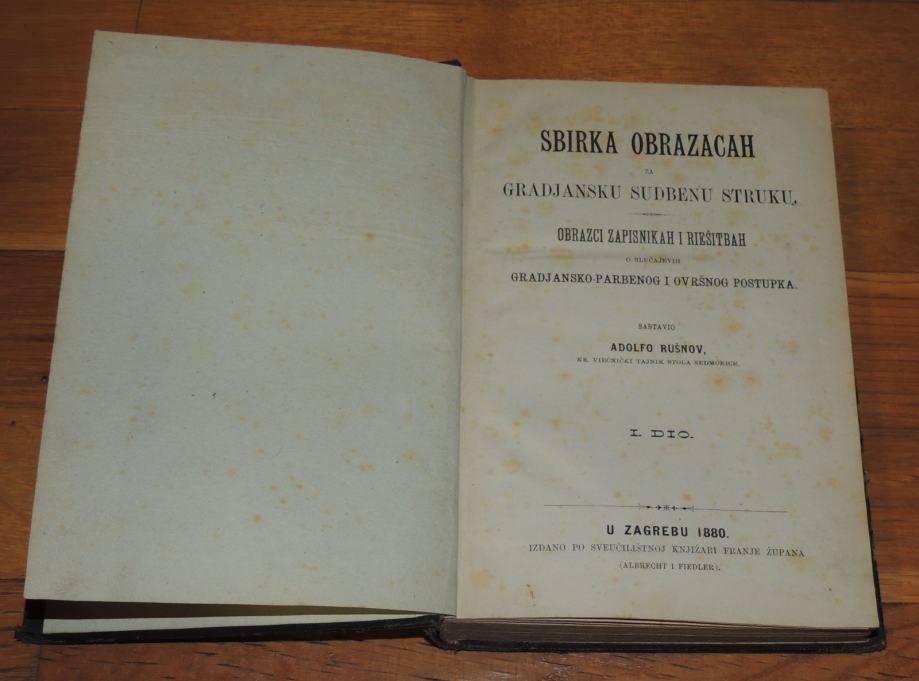 SBIRKA OBRAZACAH
ZA
GRADJANSKU SUDBENU STRUKU.
OBRAZCI ZAPISNIKAH I RIEŠITBAH
O SLUČAJEVIH
GRADJANSKO-PARBENOG I OVRŠNOG POSTUPKA.
SASTAVIO
ADOLFO RUŠNOV,
KR. VIEĆNIČKI TAJNIK STOLA SEDMORICE.
I. DIO.
U ZAGREBU 1880.
IZDANO PO SVEUČILIŠTNOJ KNJIŽARI FRANJE ŽUPANA
(ALBRECHT I FIEDLER).